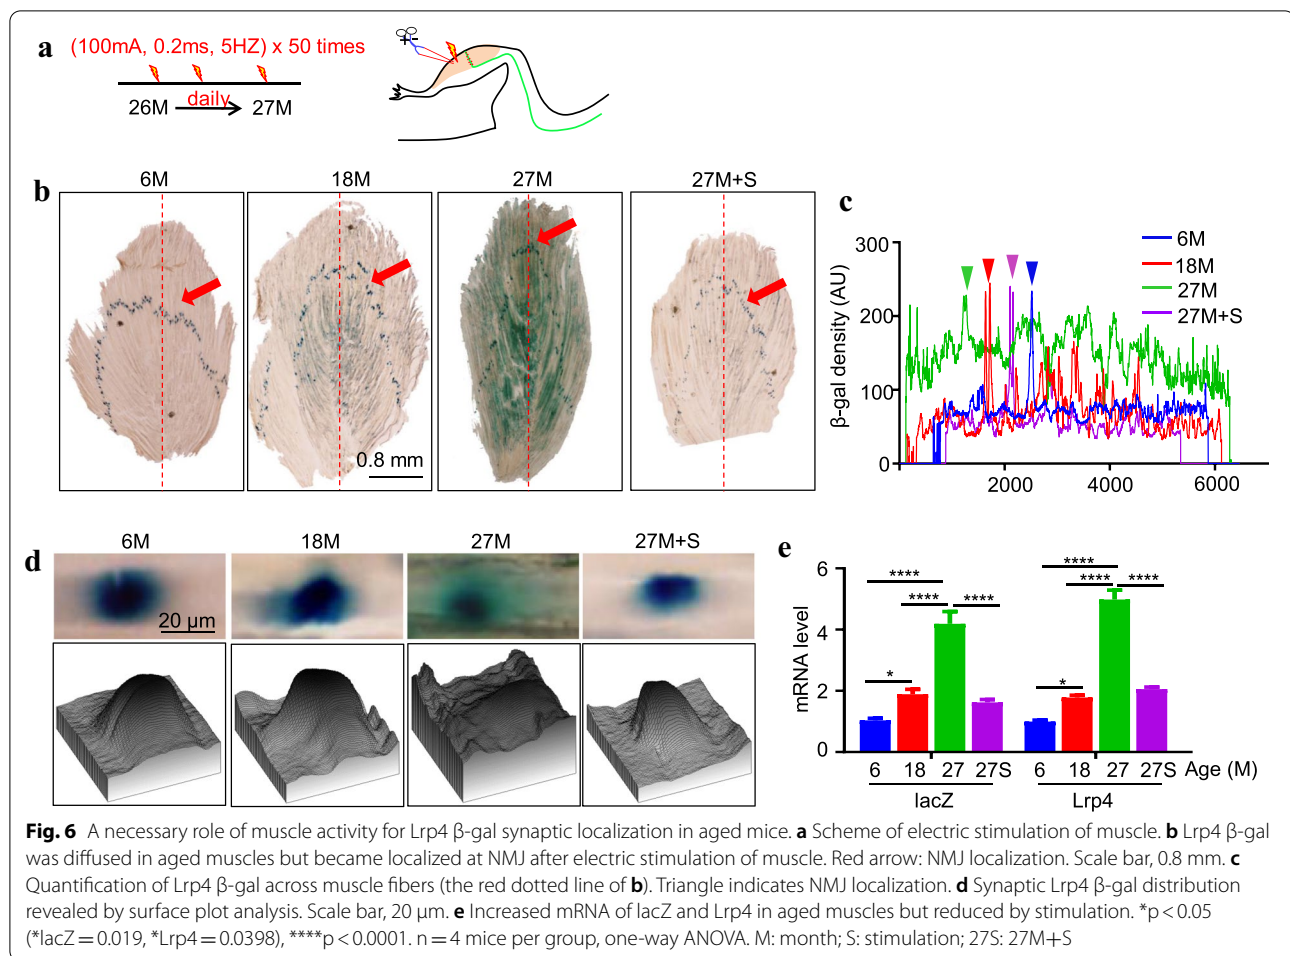 a
(100mA, 0.2ms, 5HZ) x 50 times
daily
26M 27M
b
6M 18M 27M 27M+S
0.8 mm
c
300
200
100
0
β-gal density (AU)
6M
18M
27M
27M+S
2000 4000 6000
d
6M 18M 27M 27M+S
20 μm
e
6
4
2
0
mRNA level
**** **** **** *
**** **** **** *
6 18 27 27S 6 18 27 27S Age (M)
lacZ Lrp4
Fig. 6 A necessary role of muscle activity for Lrp4 β-gal synaptic localization in aged mice. a Scheme of electric stimulation of muscle. b Lrp4 β-gal
was diffused in aged muscles but became localized at NMJ after electric stimulation of muscle. Red arrow: NMJ localization. Scale bar, 0.8 mm. c
Quantification of Lrp4 β-gal across muscle fibers (the red dotted line of b). Triangle indicates NMJ localization. d Synaptic Lrp4 β-gal distribution
revealed by surface plot analysis. Scale bar, 20 μm. e Increased mRNA of lacZ and Lrp4 in aged muscles but reduced by stimulation. *p < 0.05
(*lacZ = 0.019, *Lrp4 = 0.0398), ****p < 0.0001. n = 4 mice per group, one-way ANOVA. M: month; S: stimulation; 27S: 27M+S